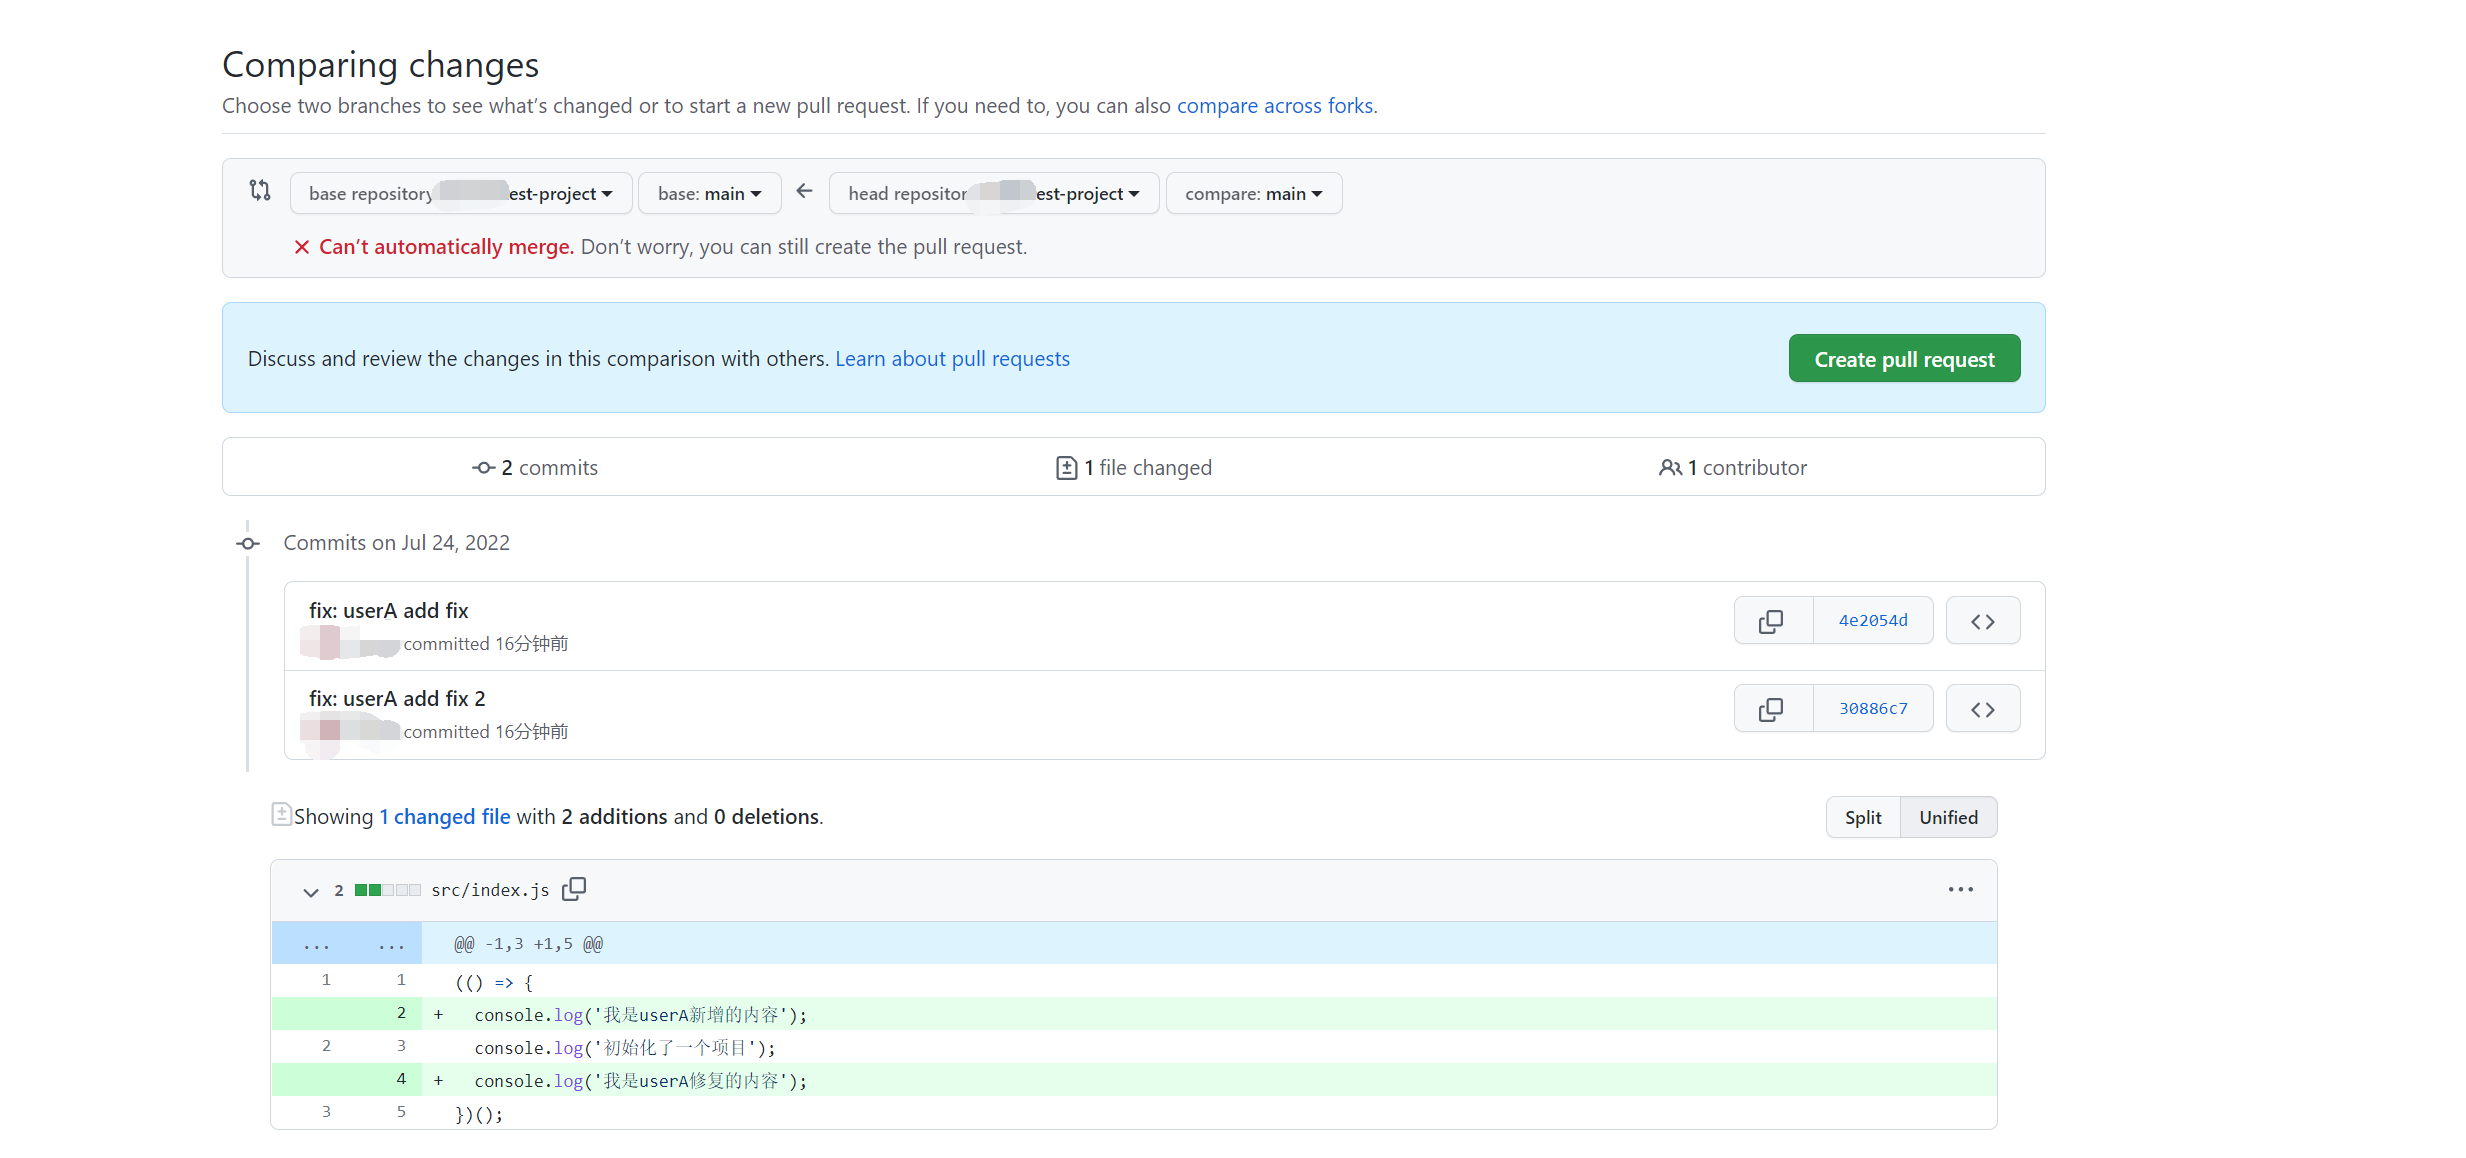 Comparing changes
Choose two branches to see what's changed or to start a new pull request. If you need to, you can also compare across forks.
base repository est-project base: main ← head repositor est-project compare: main
Can't automatically merge. Don't worry, you can still create the pull request.
Discuss and review the changes in this comparison with others. Learn about pull requests Create pull request
2 commits 1 file changed 1 contributor
Commits on Jul 24, 2022
fix: userA add fix
committed 16分钟前 4e2054d
fix: userA add fix 2
committed 16分钟前 30886c7
Showing 1 changed file with 2 additions and 0 deletions. Split Unified
2 src/index.js
... ... @@ -1,3 +1,5 @@
1 1 (() => {
2 + console.log('我是userA新增的内容');
2 3 console.log('初始化了一个项目');
4 + console.log('我是userA修复的内容');
3 5 })();